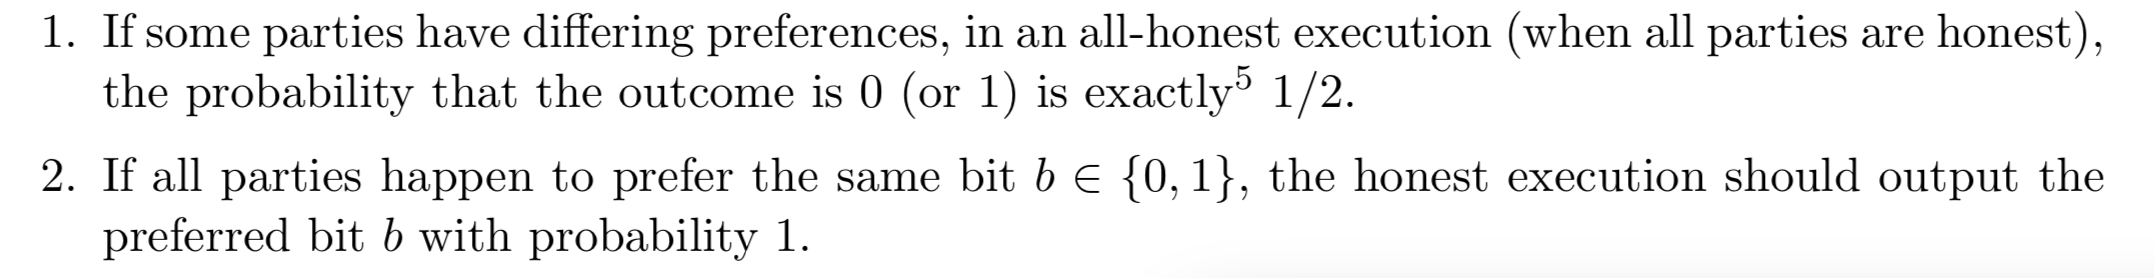 1. If some parties have differing preferences, in an all-honest execution (when all parties are honest),
the probability that the outcome is 0 (or 1) is exactly⁵ 1/2.
2. If all parties happen to prefer the same bit b ∈ {0, 1}, the honest execution should output the
preferred bit b with probability 1.